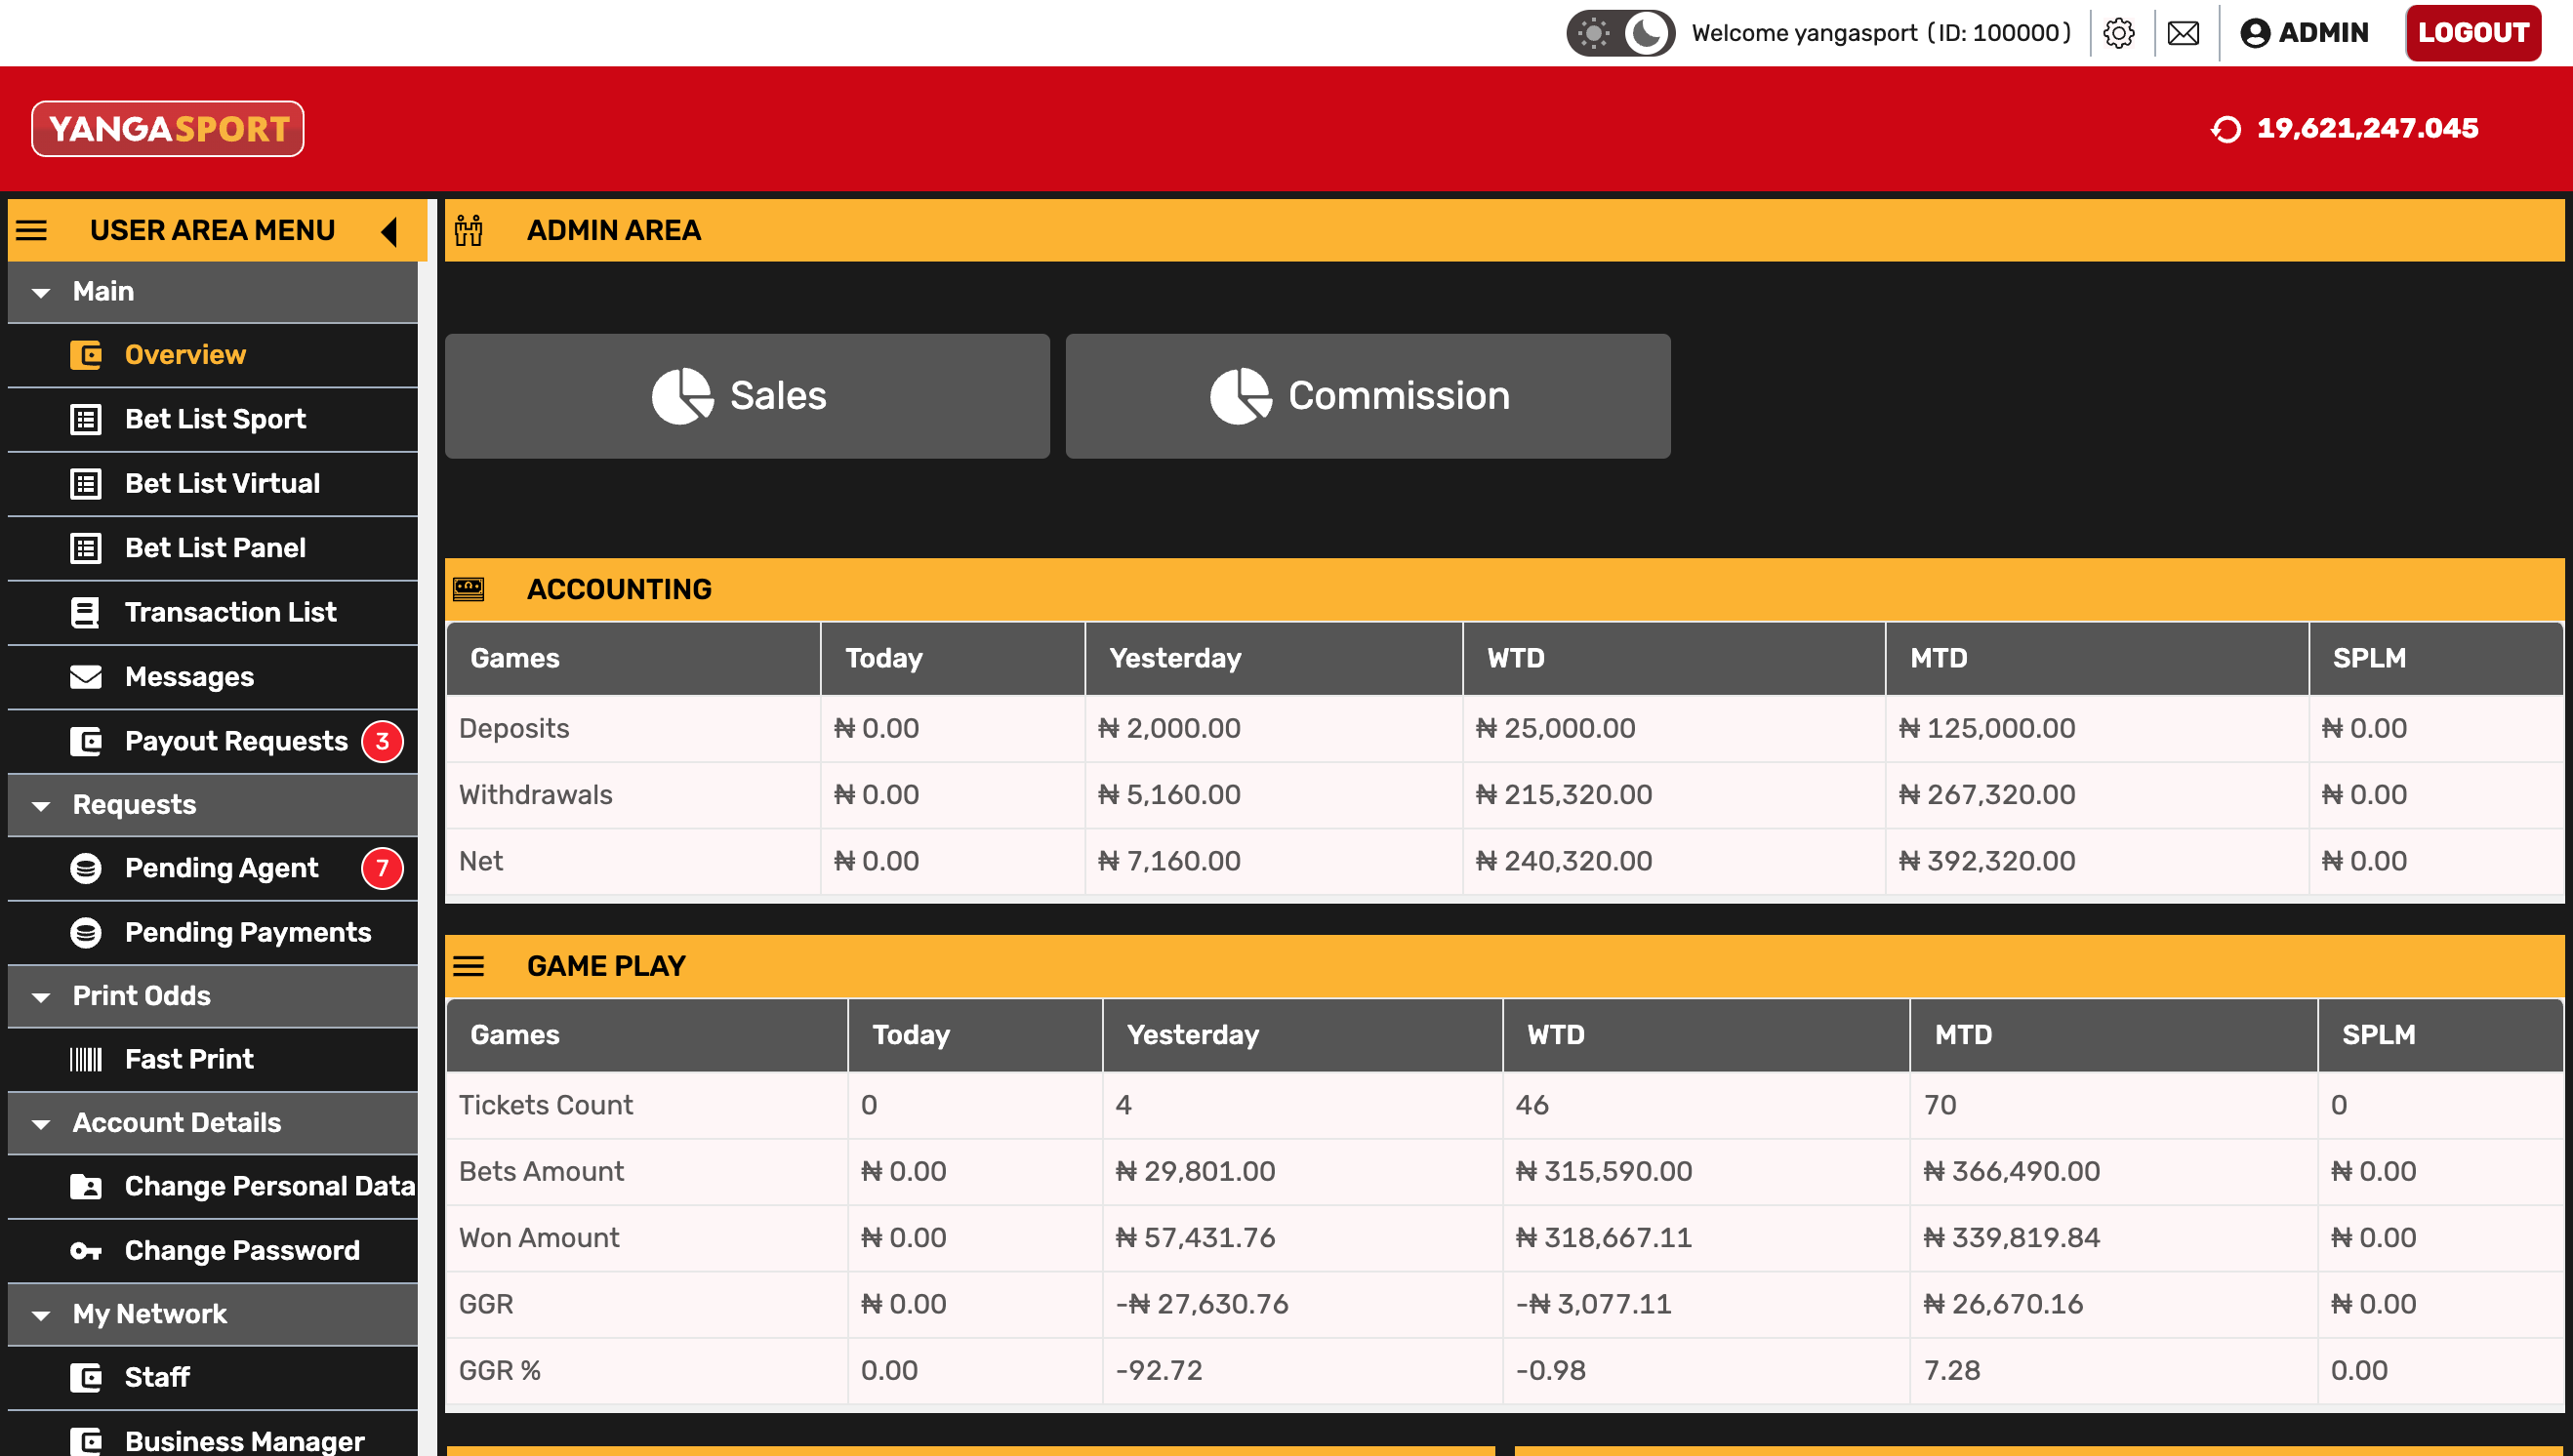 Welcome yangasport (ID: 100000)
ADMIN
LOGOUT
YANGASPORT
19,621,247.045
USER AREA MENU
Main
Overview
Bet List Sport
Bet List Virtual
Bet List Panel
Transaction List
Messages
Payout Requests 3
Requests
Pending Agent 7
Pending Payments
Print Odds
Fast Print
Account Details
Change Personal Data
Change Password
My Network
Staff
Business Manager
ADMIN AREA
Sales
Commission
ACCOUNTING
Games Today Yesterday WTD MTD SPLM
Deposits ₦ 0.00 ₦ 2,000.00 ₦ 25,000.00 ₦ 125,000.00 ₦ 0.00
Withdrawals ₦ 0.00 ₦ 5,160.00 ₦ 215,320.00 ₦ 267,320.00 ₦ 0.00
Net ₦ 0.00 ₦ 7,160.00 ₦ 240,320.00 ₦ 392,320.00 ₦ 0.00
GAME PLAY
Games Today Yesterday WTD MTD SPLM
Tickets Count 0 4 46 70 0
Bets Amount ₦ 0.00 ₦ 29,801.00 ₦ 315,590.00 ₦ 366,490.00 ₦ 0.00
Won Amount ₦ 0.00 ₦ 57,431.76 ₦ 318,667.11 ₦ 339,819.84 ₦ 0.00
GGR ₦ 0.00 -₦ 27,630.76 -₦ 3,077.11 ₦ 26,670.16 ₦ 0.00
GGR % 0.00 -92.72 -0.98 7.28 0.00